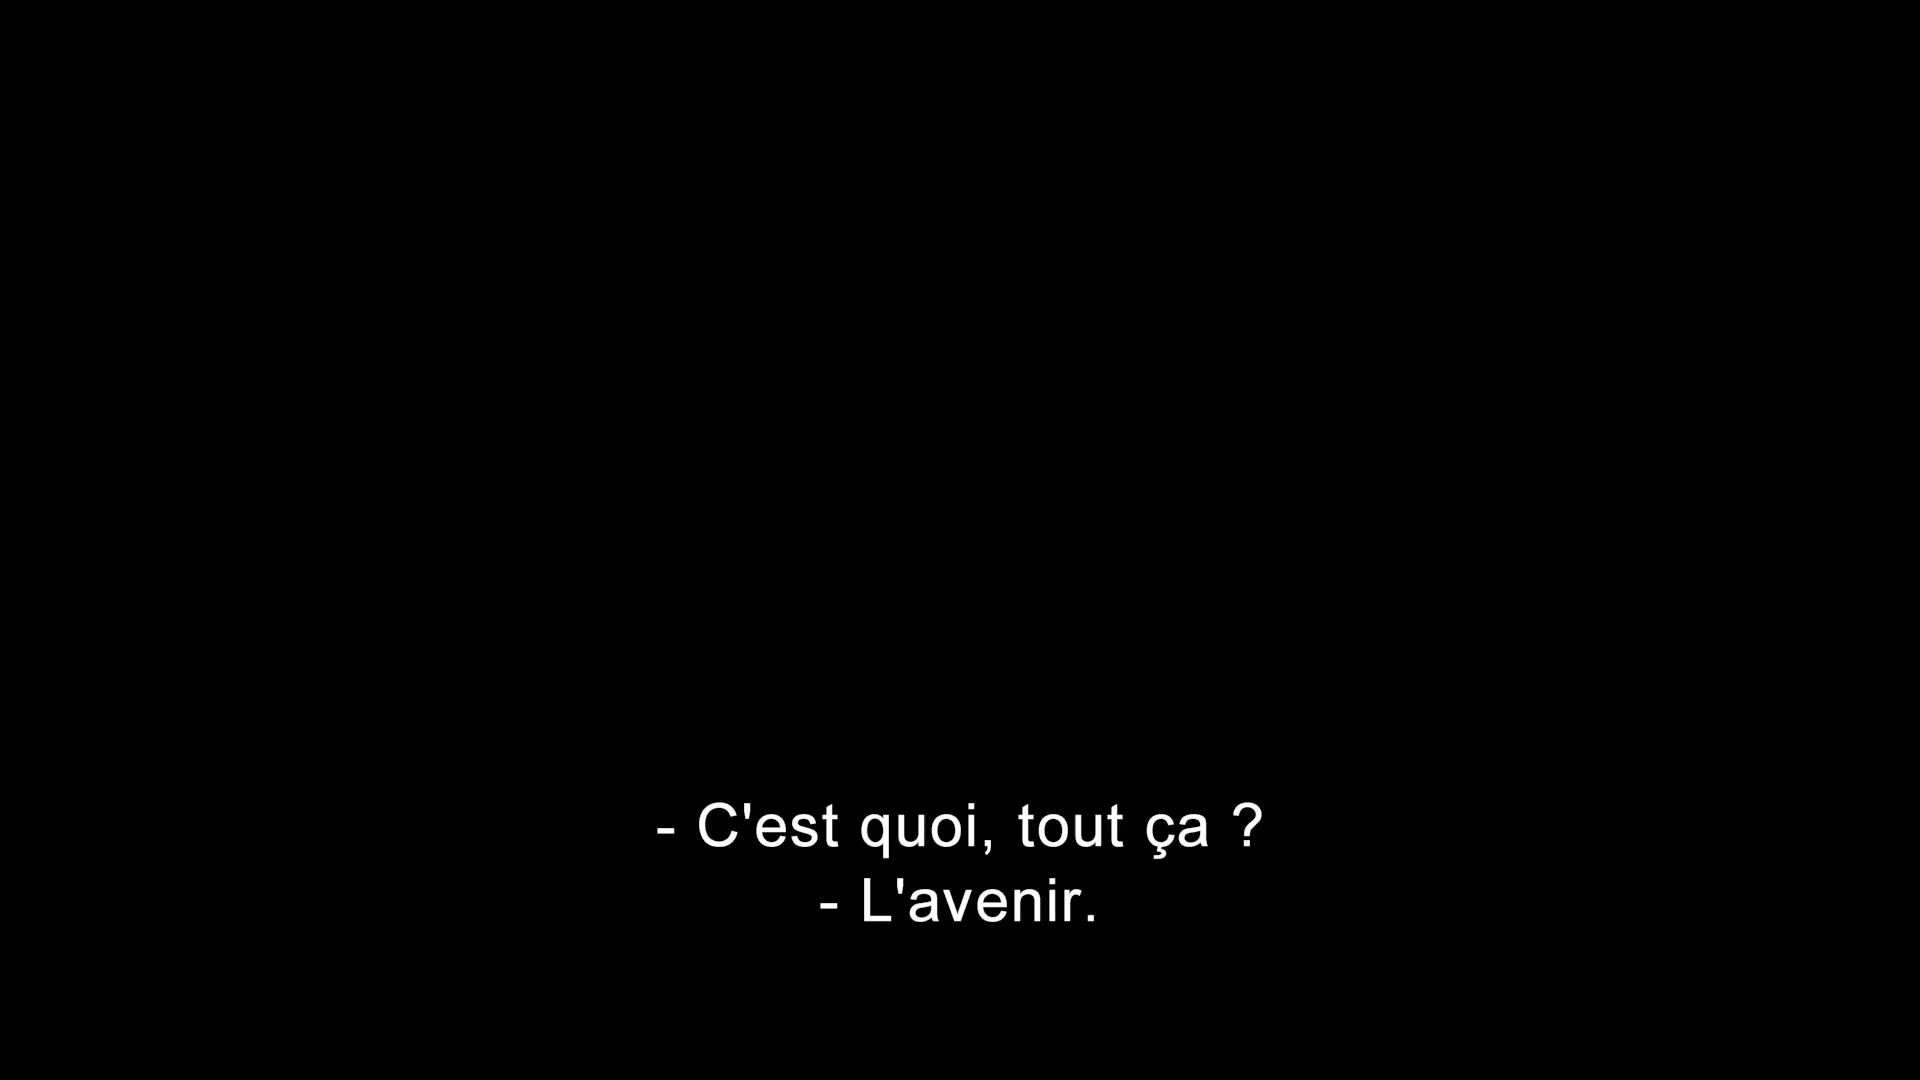 - C'est quoi, tout ça ?
- L'avenir.